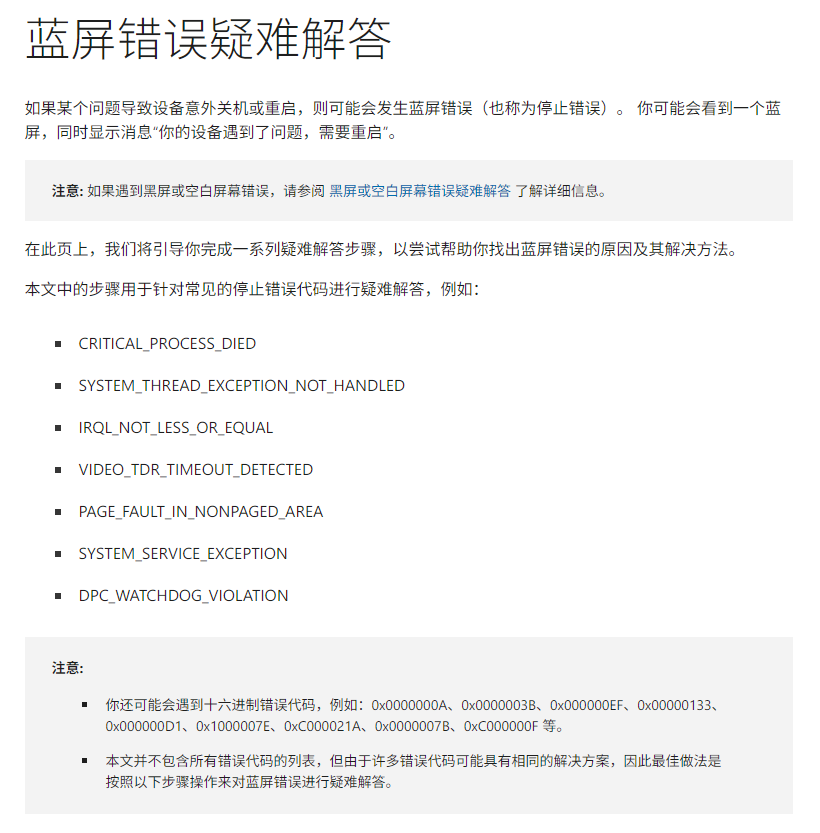 蓝屏错误疑难解答
如果某个问题导致设备意外关机或重启，则可能会发生蓝屏错误（也称为停止错误）。 你可能会看到一个蓝
屏，同时显示消息“你的设备遇到了问题，需要重启”。
注意: 如果遇到黑屏或空白屏幕错误，请参阅 黑屏或空白屏幕错误疑难解答 了解详细信息。
在此页上，我们将引导你完成一系列疑难解答步骤，以尝试帮助你找出蓝屏错误的原因及其解决方法。
本文中的步骤用于针对常见的停止错误代码进行疑难解答，例如：
▪ CRITICAL_PROCESS_DIED
▪ SYSTEM_THREAD_EXCEPTION_NOT_HANDLED
▪ IRQL_NOT_LESS_OR_EQUAL
▪ VIDEO_TDR_TIMEOUT_DETECTED
▪ PAGE_FAULT_IN_NONPAGED_AREA
▪ SYSTEM_SERVICE_EXCEPTION
▪ DPC_WATCHDOG_VIOLATION
注意:
▪ 你还可能会遇到十六进制错误代码，例如：0x0000000A、0x0000003B、0x000000EF、0x00000133、
0x000000D1、0x1000007E、0xC000021A、0x0000007B、0xC000000F 等。
▪ 本文并不包含所有错误代码的列表，但由于许多错误代码可能具有相同的解决方案，因此最佳做法是
按照以下步骤操作来对蓝屏错误进行疑难解答。